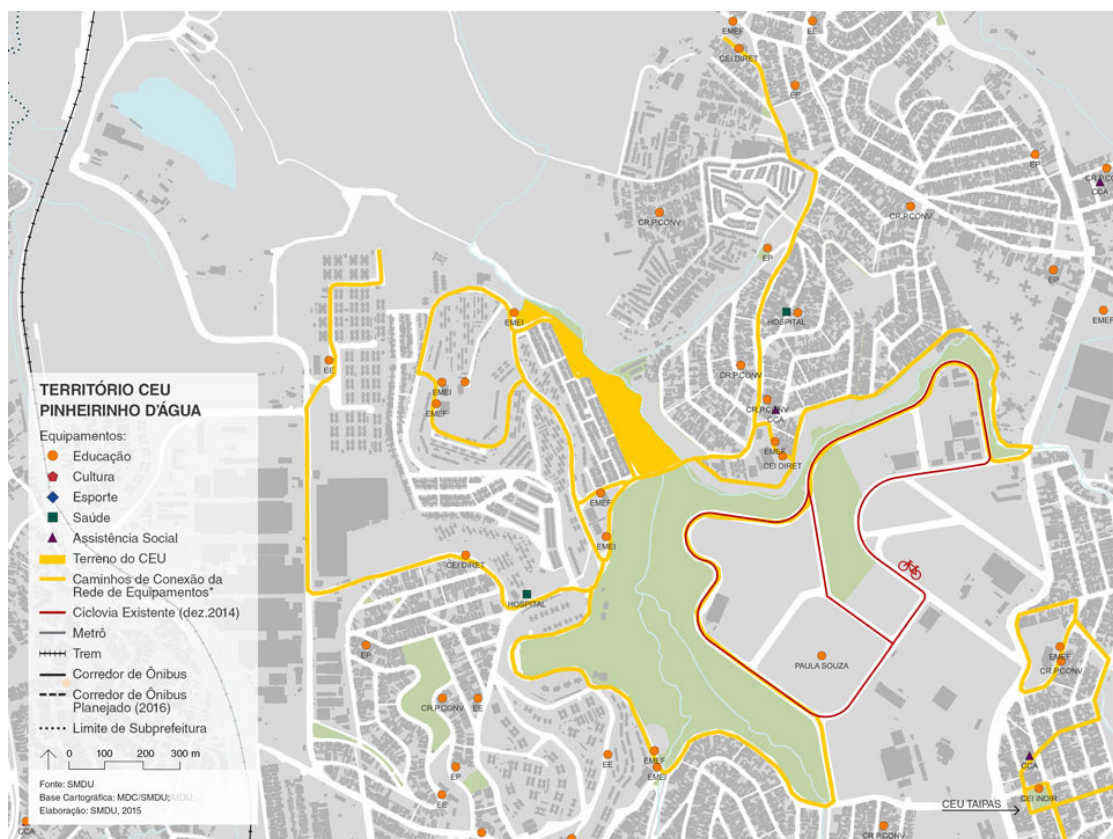 EMEF
EE
CEI DIRET
EP
EP
CR.P.CONV
CCA
CR.P.CONV
CR.P.CONV
EP
EP
HOSPITAL
EMEF
EMEI
EE
CR.P.CONV
EMEI
EMEF
CR.P.CONV
CCA
EMEF
CEI DIRET
EMEF
EMEI
CEI DIRET
HOSPITAL
PAULA SOUZA
EP
EMEF
CR.P.CONV
CR.P.CONV
EE
EMEF
EMEI
EE
EP
EE
CCA
CEI INDIR
CEU TAIPAS
CR.P.CONV
CCA
TERRITÓRIO CEU
PINHEIRINHO D'ÁGUA
Equipamentos:
Educação
Cultura
Esporte
Saúde
Assistência Social
Terreno do CEU
Caminhos de Conexão da
Rede de Equipamentos*
Ciclovia Existente (dez.2014)
Metrô
Trem
Corredor de Ônibus
Corredor de Ônibus
Planejado (2016)
Limite de Subprefeitura
0 100 200 300 m
Fonte: SMDU
Base Cartográfica: MDC/SMDU;
Elaboração: SMDU, 2015